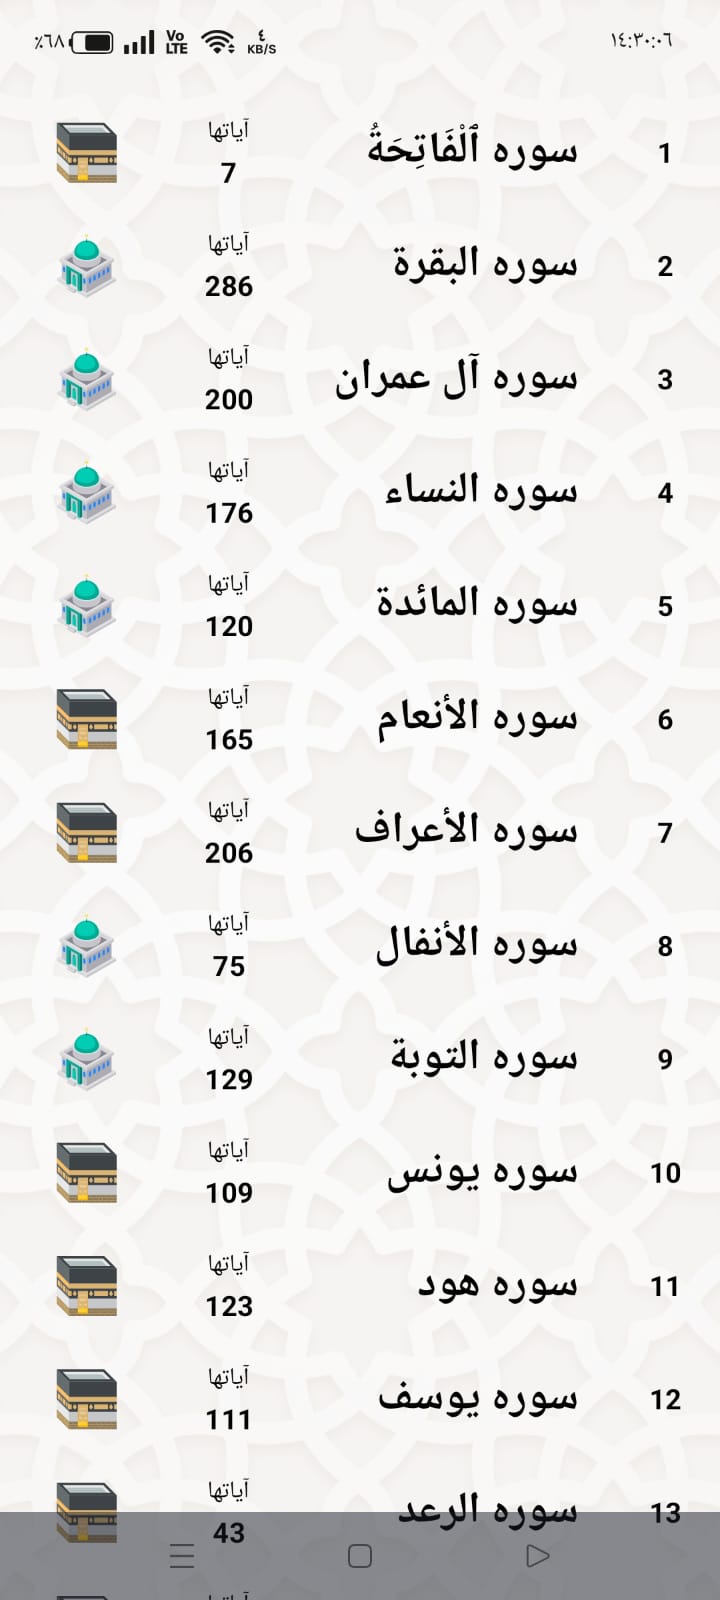 ٪٦٨ Vo LTE ٤ KB/S ١٤:٣٠:٠٦
1 سوره ٱلْفَاتِحَةُ آياتها 7
2 سوره البقرة آياتها 286
3 سوره آل عمران آياتها 200
4 سوره النساء آياتها 176
5 سوره المائدة آياتها 120
6 سوره الأنعام آياتها 165
7 سوره الأعراف آياتها 206
8 سوره الأنفال آياتها 75
9 سوره التوبة آياتها 129
10 سوره يونس آياتها 109
11 سوره هود آياتها 123
12 سوره يوسف آياتها 111
13 سوره الرعد آياتها 43